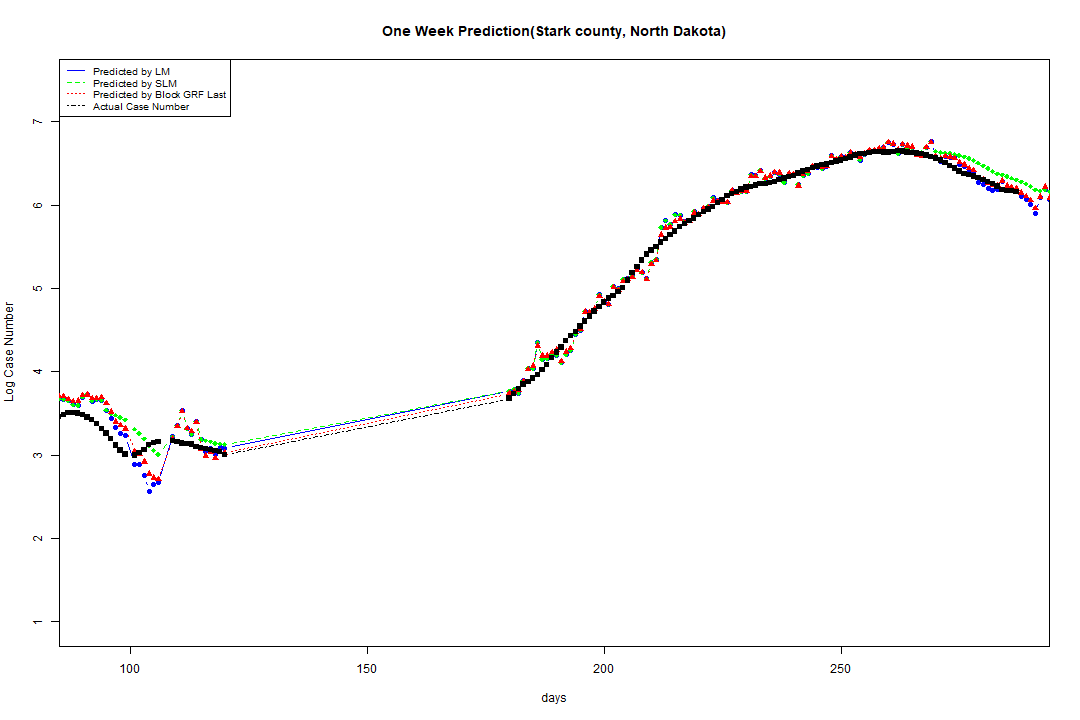 One Week Prediction(Stark county, North Dakota)
Predicted by LM
Predicted by SLM
Predicted by Block GRF Last
Actual Case Number
Log Case Number
7
6
5
4
3
2
1
100 150 200 250
days